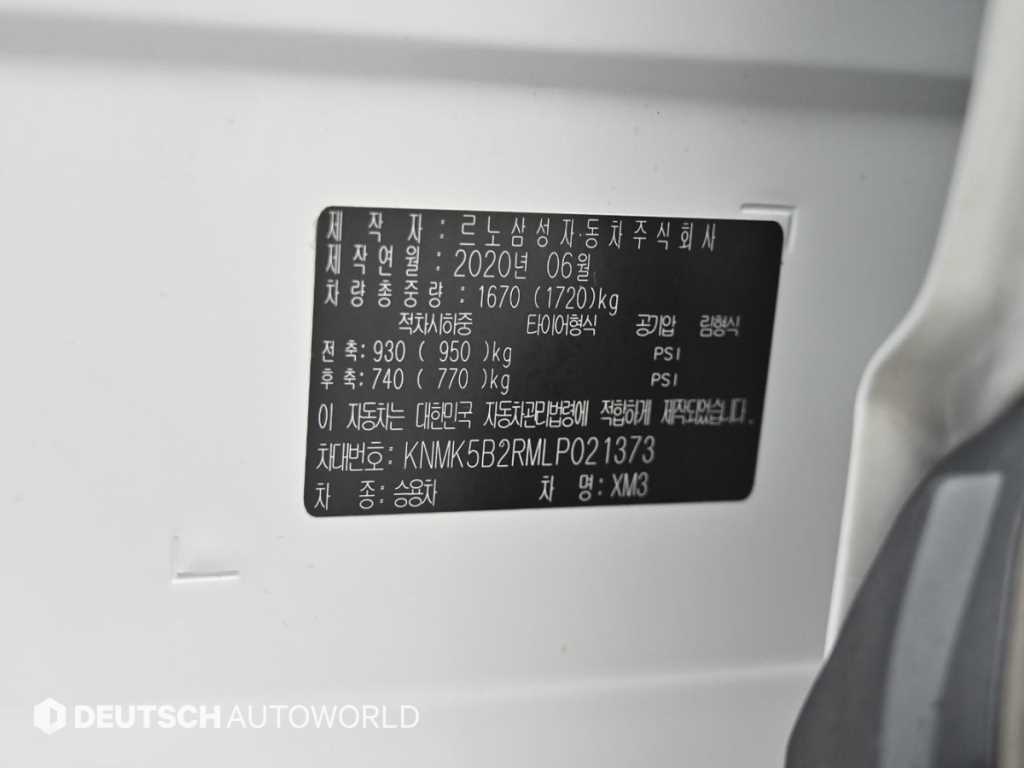 제 작 자 : 르노삼성자동차주식회사
제작연월 : 2020년 06월
차량총중량 : 1670 (1720)kg
적차시하중 타이어형식 공기압 림형식
전축: 930 ( 950 )kg PSI
후축: 740 ( 770 )kg PSI
이 자동차는 대한민국 자동차관리법령에 적합하게 제작되었습니다.
차대번호: KNMK5B2RMLP021373
차 종: 승용차 차 명: XM3
DEUTSCH AUTOWORLD